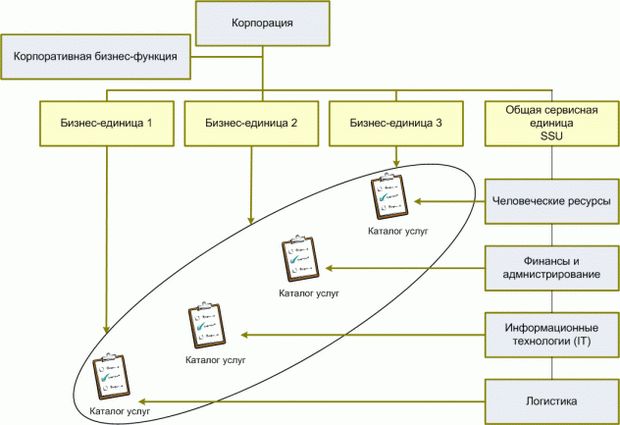 Корпорация
Корпоративная бизнес-функция
Бизнес-единица 1
Бизнес-единица 2
Бизнес-единица 3
Общая сервисная
единица
SSU
Человеческие ресурсы
Каталог услуг
Финансы и
адмнистрирование
Каталог услуг
Информационные
технологии (IT)
Каталог услуг
Логистика
Каталог услуг